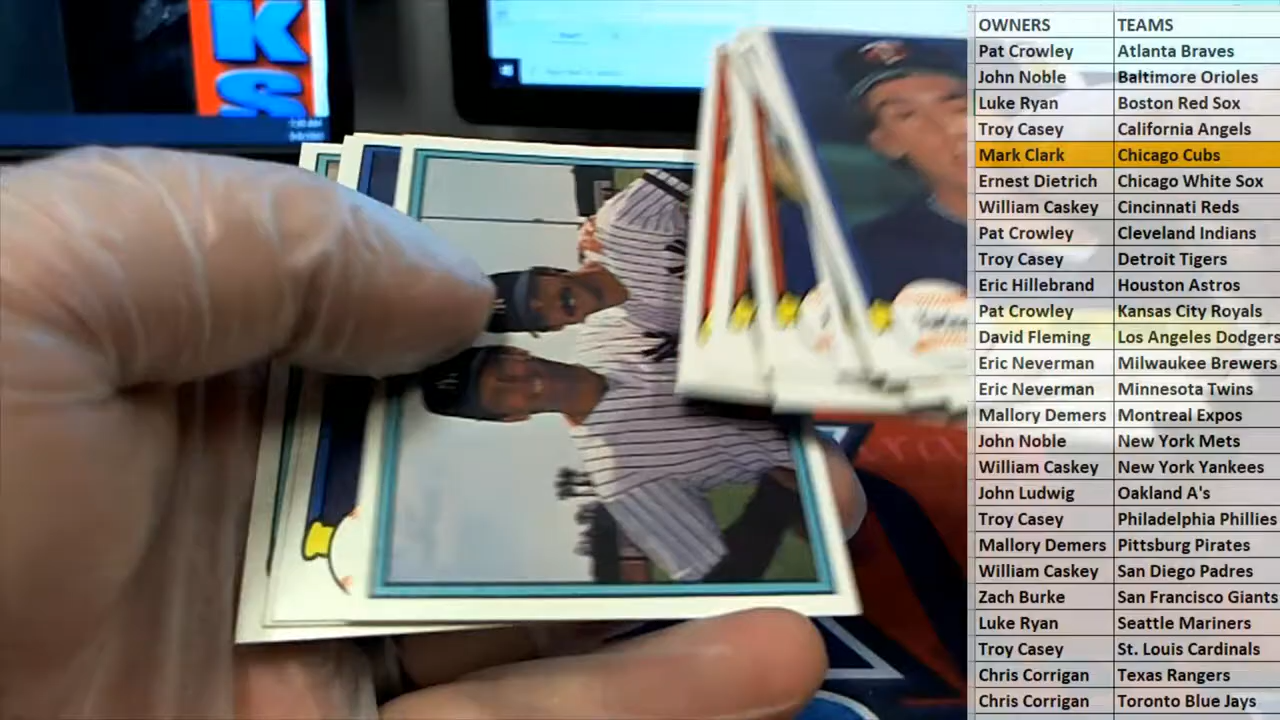 KS
OWNERS TEAMS
Pat Crowley Atlanta Braves
John Noble Baltimore Orioles
Luke Ryan Boston Red Sox
Troy Casey California Angels
Mark Clark Chicago Cubs
Ernest Dietrich Chicago White Sox
William Caskey Cincinnati Reds
Pat Crowley Cleveland Indians
Troy Casey Detroit Tigers
Eric Hillebrand Houston Astros
Pat Crowley Kansas City Royals
David Fleming Los Angeles Dodgers
Eric Neverman Milwaukee Brewers
Eric Neverman Minnesota Twins
Mallory Demers Montreal Expos
John Noble New York Mets
William Caskey New York Yankees
John Ludwig Oakland A's
Troy Casey Philadelphia Phillies
Mallory Demers Pittsburg Pirates
William Caskey San Diego Padres
Zach Burke San Francisco Giants
Luke Ryan Seattle Mariners
Troy Casey St. Louis Cardinals
Chris Corrigan Texas Rangers
Chris Corrigan Toronto Blue Jays